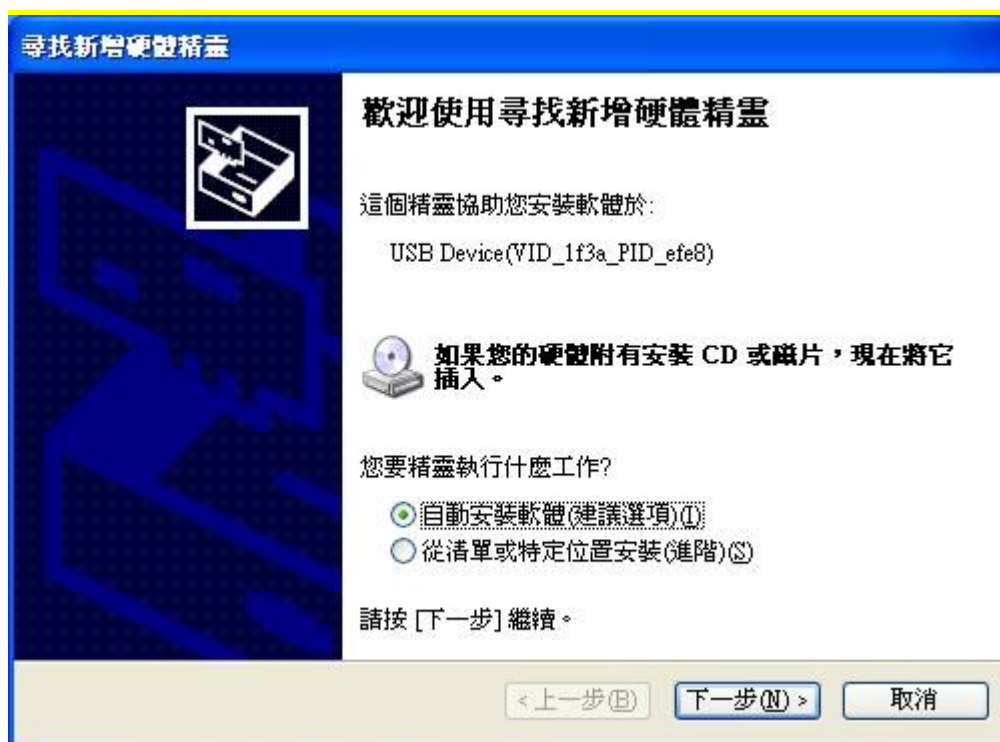 尋找新增硬體精靈
歡迎使用尋找新增硬體精靈
這個精靈協助您安裝軟體於:
USB Device(VID_1f3a_PID_efe8)
如果您的硬體附有安裝 CD 或磁片，現在將它
插入。
您要精靈執行什麼工作?
自動安裝軟體(建議選項)(I)
從清單或特定位置安裝(進階)(S)
請按 [下一步] 繼續。
< 上一步(B) 下一步(N) > 取消